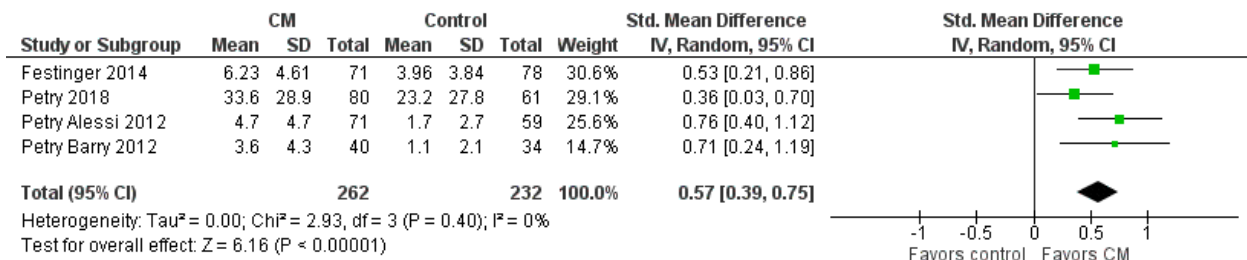 CM Control Std. Mean Difference Std. Mean Difference
Study or Subgroup Mean SD Total Mean SD Total Weight IV, Random, 95% CI IV, Random, 95% CI
Festinger 2014 6.23 4.61 71 3.96 3.84 78 30.6% 0.53 [0.21, 0.86]
Petry 2018 33.6 28.9 80 23.2 27.8 61 29.1% 0.36 [0.03, 0.70]
Petry Alessi 2012 4.7 4.7 71 1.7 2.7 59 25.6% 0.76 [0.40, 1.12]
Petry Barry 2012 3.6 4.3 40 1.1 2.1 34 14.7% 0.71 [0.24, 1.19]
Total (95% CI) 262 232 100.0% 0.57 [0.39, 0.75]
Heterogeneity: Tau² = 0.00; Chi² = 2.93, df = 3 (P = 0.40); I² = 0%
Test for overall effect: Z = 6.16 (P < 0.00001)
-1 -0.5 0 0.5 1
Favors control Favors CM